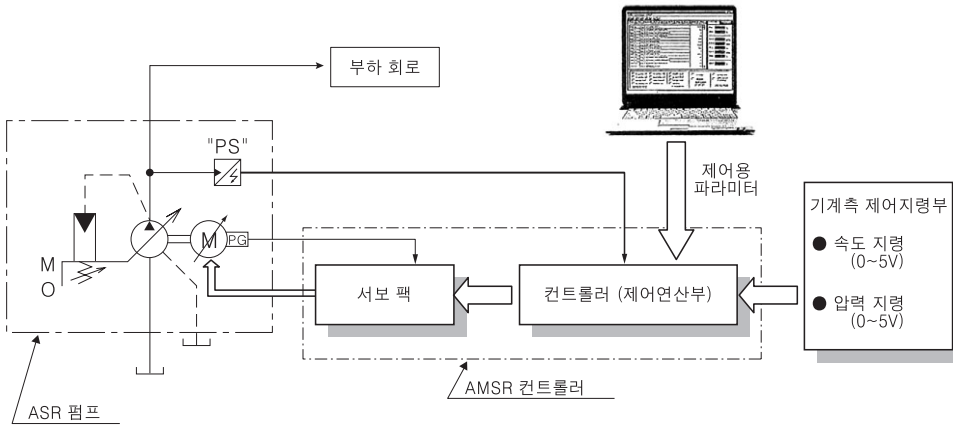 부하 회로
"PS"
제어용
파라미터
기계측 제어지령부
● 속도 지령
(0~5V)
● 압력 지령
(0~5V)
M
PG
M
O
서보 팩
컨트롤러 (제어연산부)
AMSR 컨트롤러
ASR 펌프